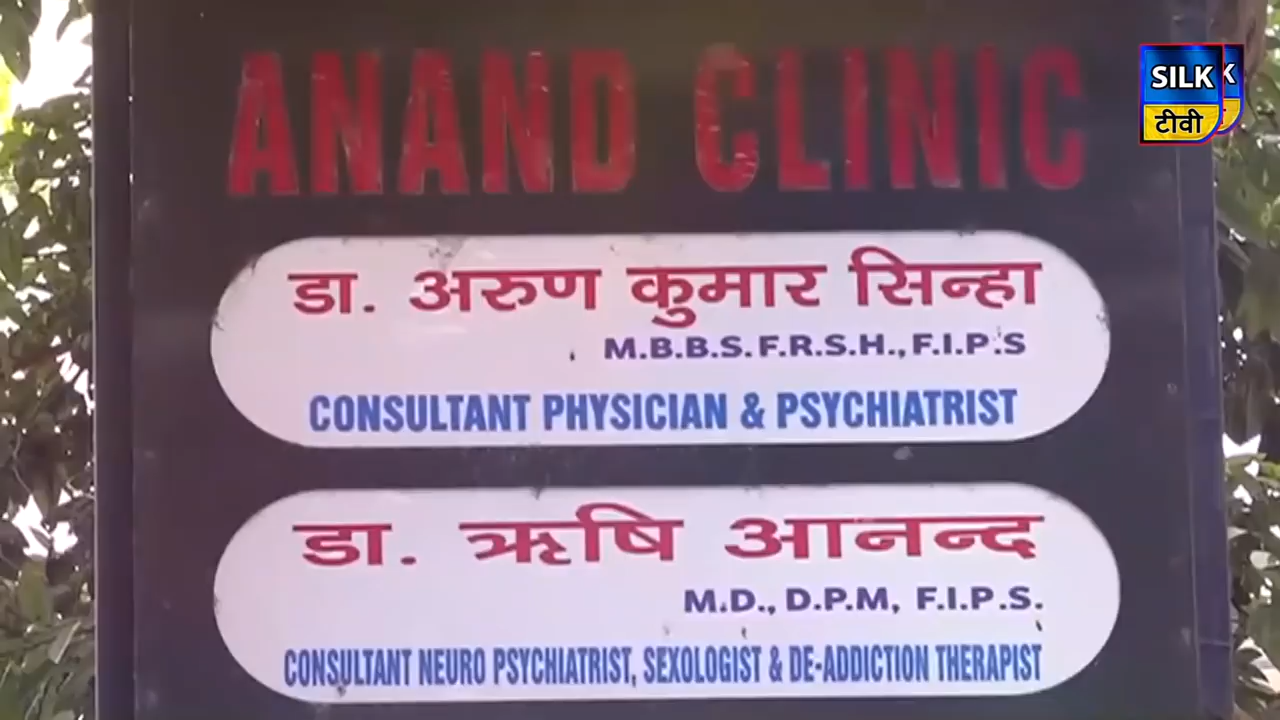 ANAND CLINIC
SILK
टीवी
डा. अरुण कुमार सिन्हा
M.B.B.S. F.R.S.H., F.I.P.S
CONSULTANT PHYSICIAN & PSYCHIATRIST
डा. ऋषि आनन्द
M.D., D.P.M, F.I.P.S.
CONSULTANT NEURO PSYCHIATRIST, SEXOLOGIST & DE-ADDICTION THERAPIST